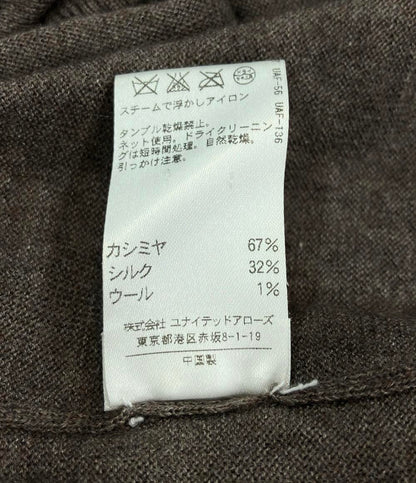 スチームで浮かしアイロン
タンブル乾燥禁止。
ネット使用。ドライクリーニン
グは短時間処理。自然乾燥。
引っかけ注意。
カシミヤ 67%
シルク 32%
ウール 1%
株式会社 ユナイテッドアローズ
東京都港区赤坂8-1-19
中国製
UAF-56 UAF-136